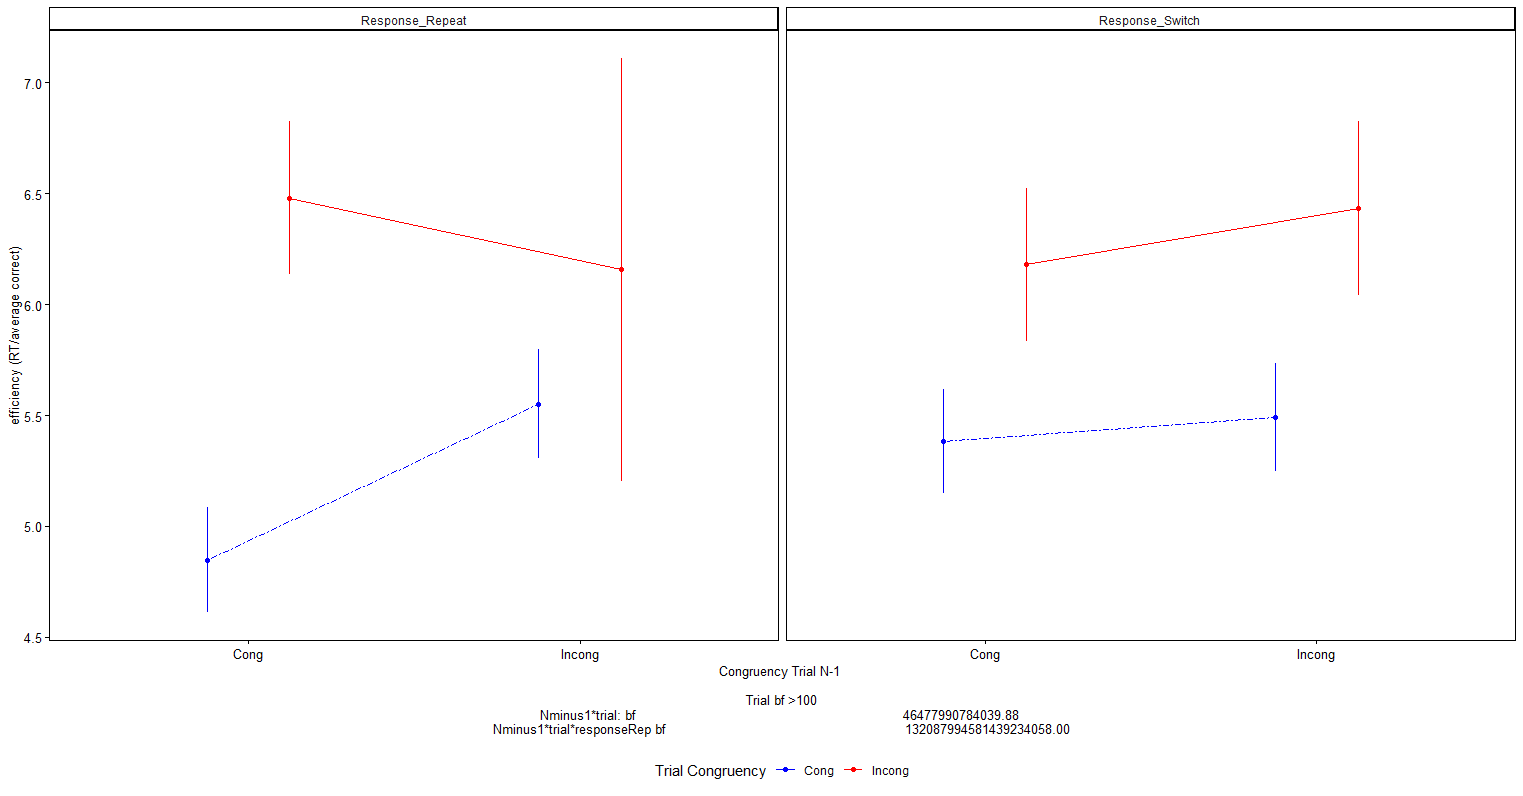 Response_Repeat
Response_Switch
efficiency (RT/average correct)
7.0
6.5
6.0
5.5
5.0
4.5
Cong
Incong
Cong
Incong
Congruency Trial N-1
Trial bf >100
Nminus1*trial: bf 46477990784039.88
Nminus1*trial*responseRep bf 132087994581439234058.00
Trial Congruency Cong Incong